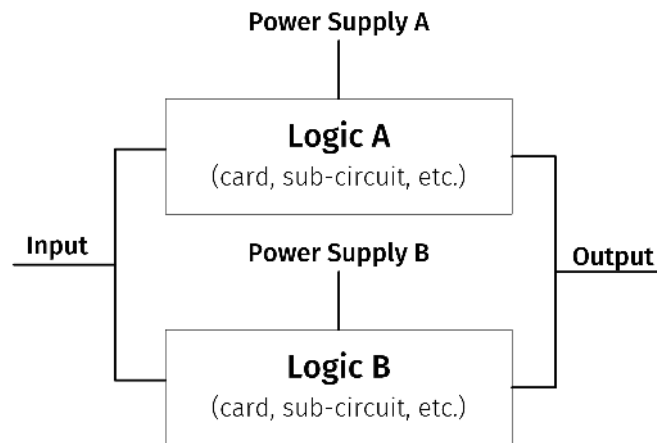 Power Supply A
Logic A
(card, sub-circuit, etc.)
Input
Power Supply B
Output
Logic B
(card, sub-circuit, etc.)